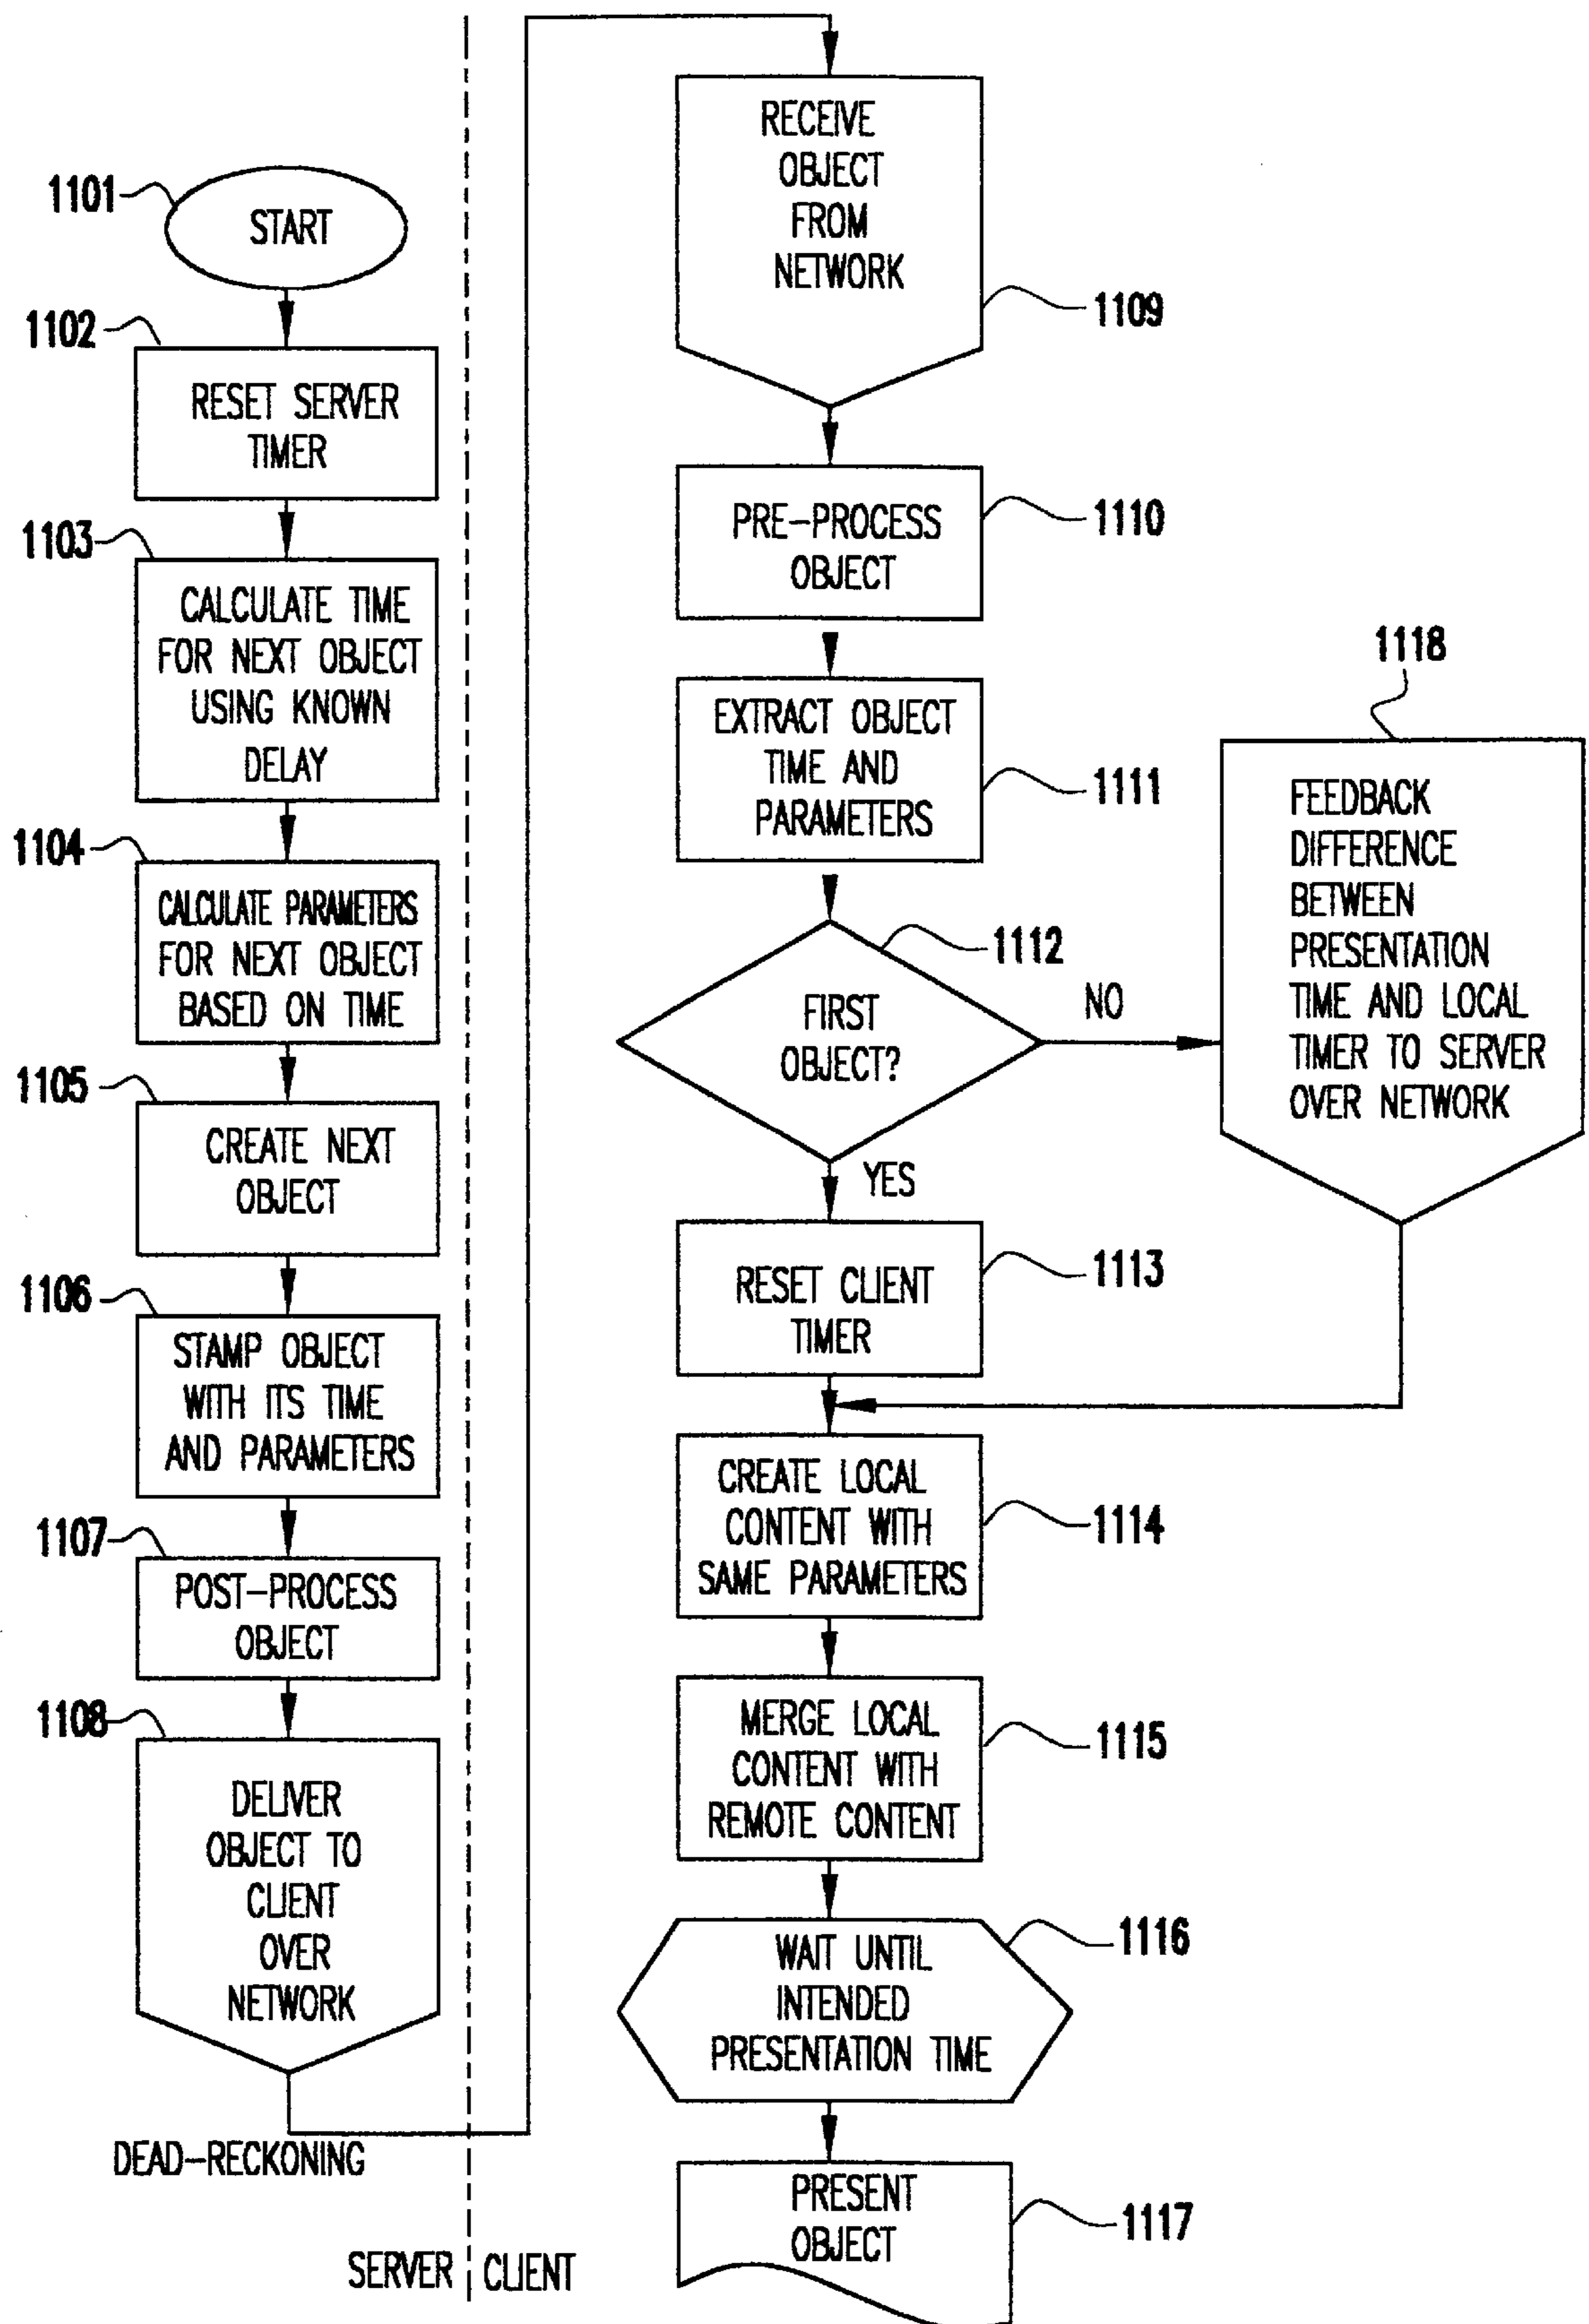 1101
START
1102
RESET SERVER
TIMER
1103
CALCULATE TIME
FOR NEXT OBJECT
USING KNOWN
DELAY
1104
CALCULATE PARAMETERS
FOR NEXT OBJECT
BASED ON TIME
1105
CREATE NEXT
OBJECT
1106
STAMP OBJECT
WITH ITS TIME
AND PARAMETERS
1107
POST-PROCESS
OBJECT
1108
DELIVER
OBJECT TO
CLIENT
OVER
NETWORK
DEAD-RECKONING
SERVER
CLIENT
RECEIVE
OBJECT
FROM
NETWORK
1109
PRE-PROCESS
OBJECT
1110
EXTRACT OBJECT
TIME AND
PARAMETERS
1111
FIRST
OBJECT?
1112
NO
YES
1118
FEEDBACK
DIFFERENCE
BETWEEN
PRESENTATION
TIME AND LOCAL
TIMER TO SERVER
OVER NETWORK
RESET CLIENT
TIMER
1113
CREATE LOCAL
CONTENT WITH
SAME PARAMETERS
1114
MERGE LOCAL
CONTENT WITH
REMOTE CONTENT
1115
WAIT UNTIL
INTENDED
PRESENTATION TIME
1116
PRESENT
OBJECT
1117